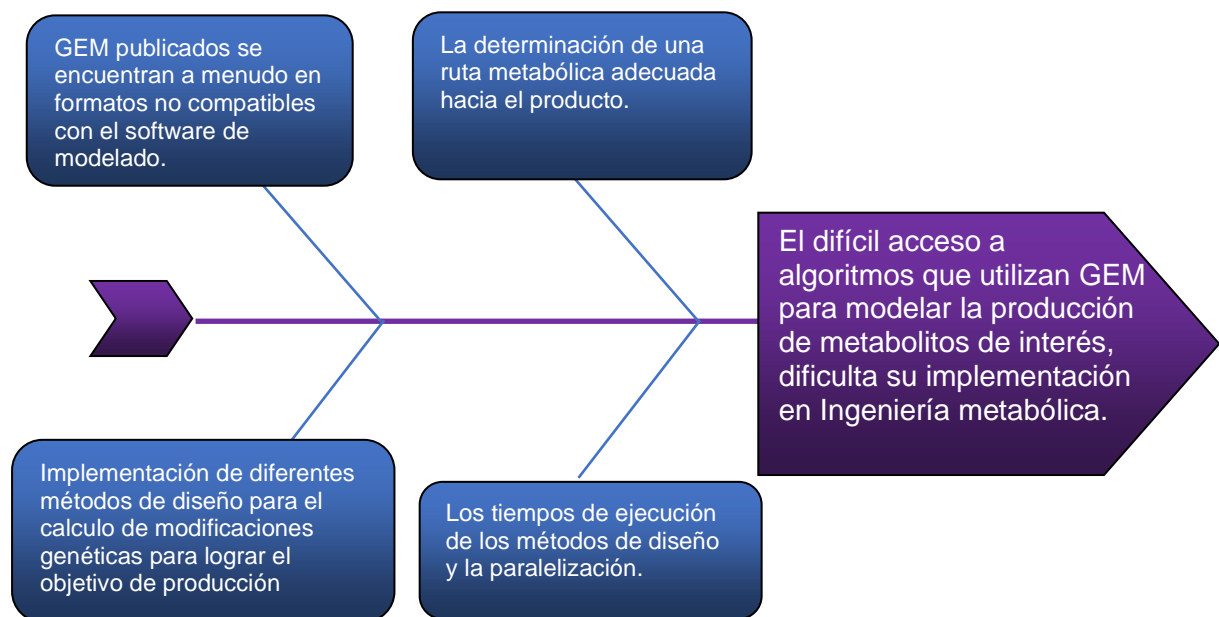 GEM publicados se
encuentran a menudo en
formatos no compatibles
con el software de
modelado.
La determinación de una
ruta metabólica adecuada
hacia el producto.
El difícil acceso a
algoritmos que utilizan GEM
para modelar la producción
de metabolitos de interés,
dificulta su implementación
en Ingeniería metabólica.
Implementación de diferentes
métodos de diseño para el
calculo de modificaciones
genéticas para lograr el
objetivo de producción
Los tiempos de ejecución
de los métodos de diseño
y la paralelización.